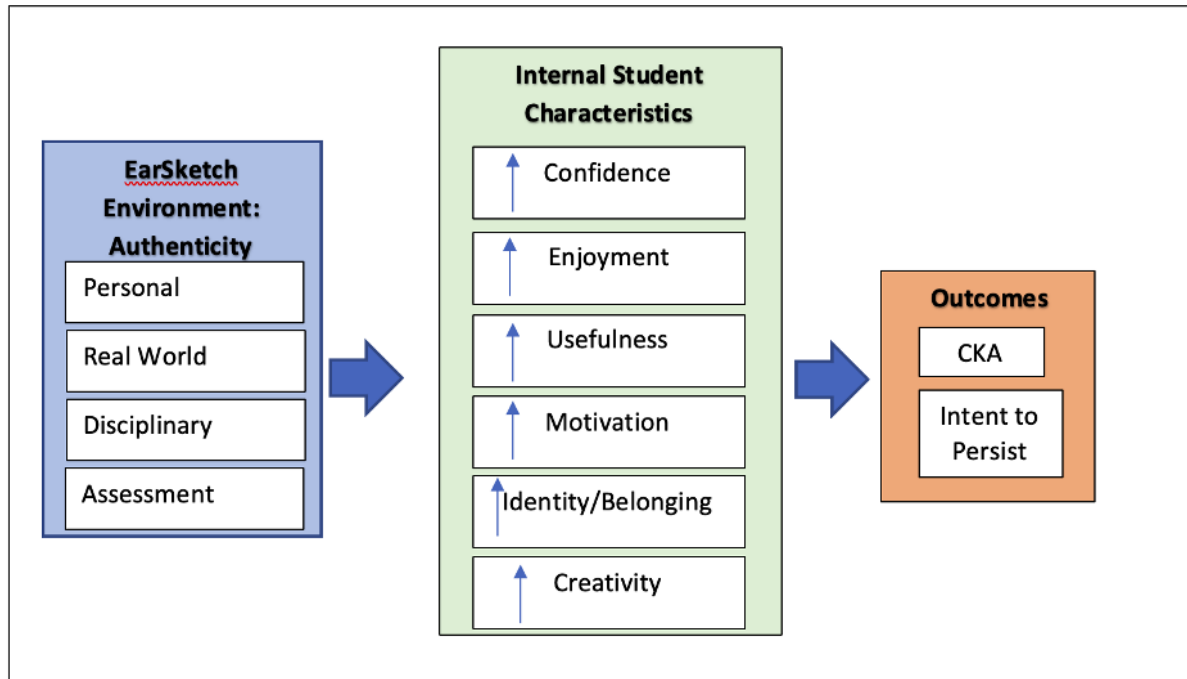 EarSketch
Environment:
Authenticity
Personal
Real World
Disciplinary
Assessment
Internal Student
Characteristics
Confidence
Enjoyment
Usefulness
Motivation
Identity/Belonging
Creativity
Outcomes
CKA
Intent to
Persist